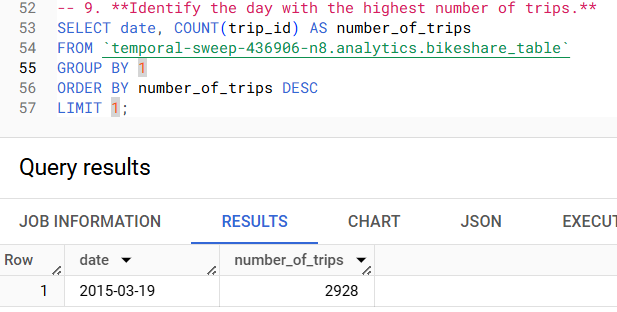 52 -- 9. **Identify the day with the highest number of trips.**
53 SELECT date, COUNT(trip_id) AS number_of_trips
54 FROM `temporal-sweep-436906-n8.analytics.bikeshare_table`
55 GROUP BY 1
56 ORDER BY number_of_trips DESC
57 LIMIT 1;
Query results
JOB INFORMATION RESULTS CHART JSON EXECUT
Row date number_of_trips
1 2015-03-19 2928